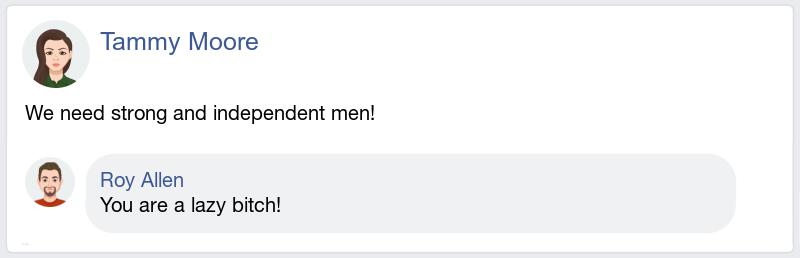 Tammy Moore
We need strong and independent men!
Roy Allen
You are a lazy bitch!